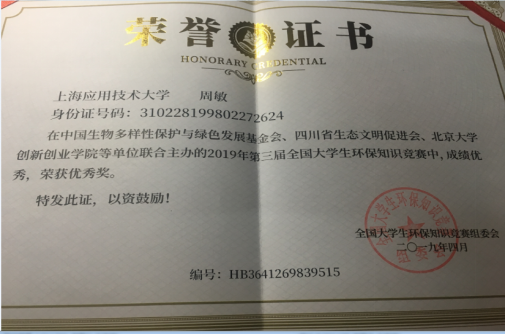 荣誉证书
HONORARY CREDENTIAL
上海应用技术大学 周敏
身份证号码：310228199802272624
在中国生物多样性保护与绿色发展基金会、四川省生态文明促进会、北京大学
创新创业学院等单位联合主办的2019年第三届全国大学生环保知识竞赛中，成绩优
秀，荣获优秀奖。
特发此证，以资鼓励！
全国大学生环保知识竞赛组委会
二〇一九年四月
编号：HB3641269839515